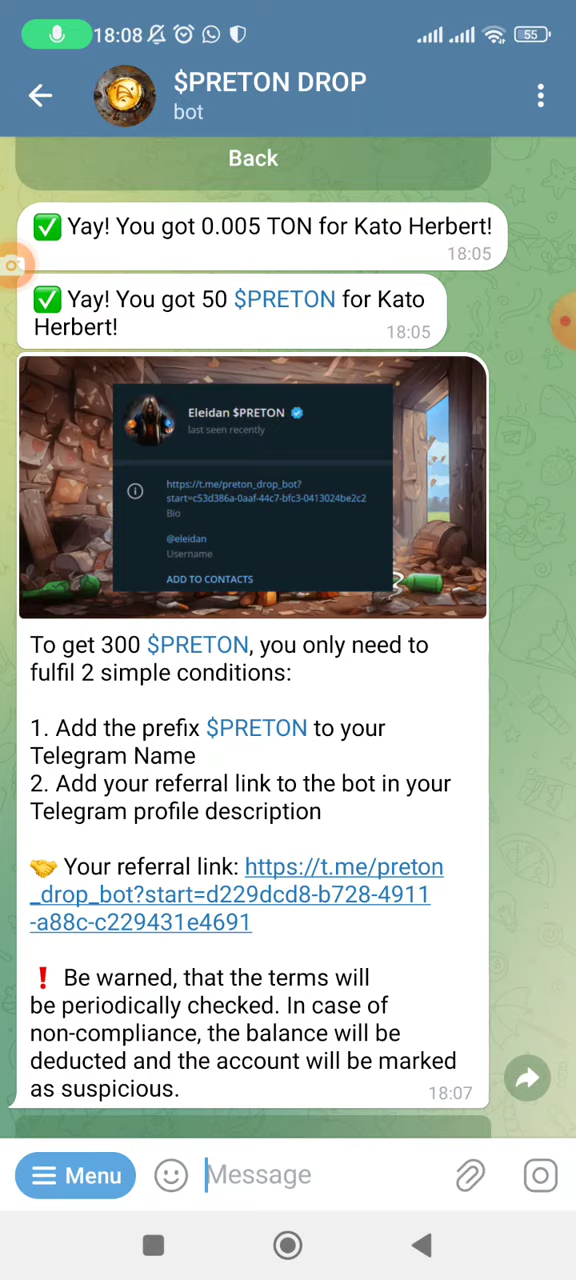 18:08
55
$PRETON DROP
bot
Back
✅ Yay! You got 0.005 TON for Kato Herbert!
18:05
✅ Yay! You got 50 $PRETON for Kato
Herbert!
18:05
Eleidan $PRETON
last seen recently
https://t.me/preton_drop_bot?
start=c53d386a-0aaf-44c7-bfc3-0413024be2c2
Bio
@eleidan
Username
ADD TO CONTACTS
To get 300 $PRETON, you only need to
fulfil 2 simple conditions:
1. Add the prefix $PRETON to your
Telegram Name
2. Add your referral link to the bot in your
Telegram profile description
🤝 Your referral link: https://t.me/preton
_drop_bot?start=d229dcd8-b728-4911
-a88c-c229431e4691
❗ Be warned, that the terms will
be periodically checked. In case of
non-compliance, the balance will be
deducted and the account will be marked
as suspicious.
18:07
Menu
Message